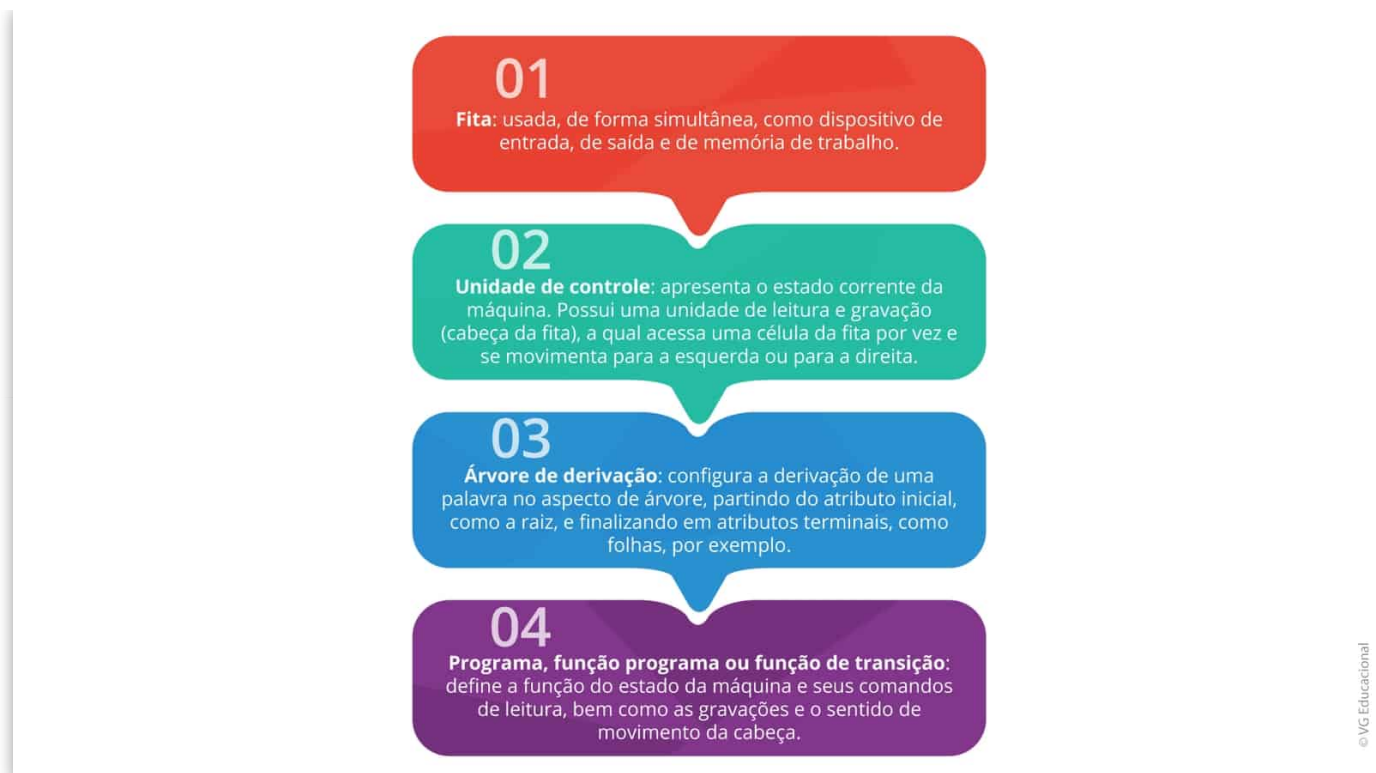 01
Fita: usada, de forma simultânea, como dispositivo de
entrada, de saída e de memória de trabalho.
02
Unidade de controle: apresenta o estado corrente da
máquina. Possui uma unidade de leitura e gravação
(cabeça da fita), a qual acessa uma célula da fita por vez e
se movimenta para a esquerda ou para a direita.
03
Árvore de derivação: configura a derivação de uma
palavra no aspecto de árvore, partindo do atributo inicial,
como a raiz, e finalizando em atributos terminais, como
folhas, por exemplo.
04
Programa, função programa ou função de transição:
define a função do estado da máquina e seus comandos
de leitura, bem como as gravações e o sentido de
movimento da cabeça.
© VG Educacional